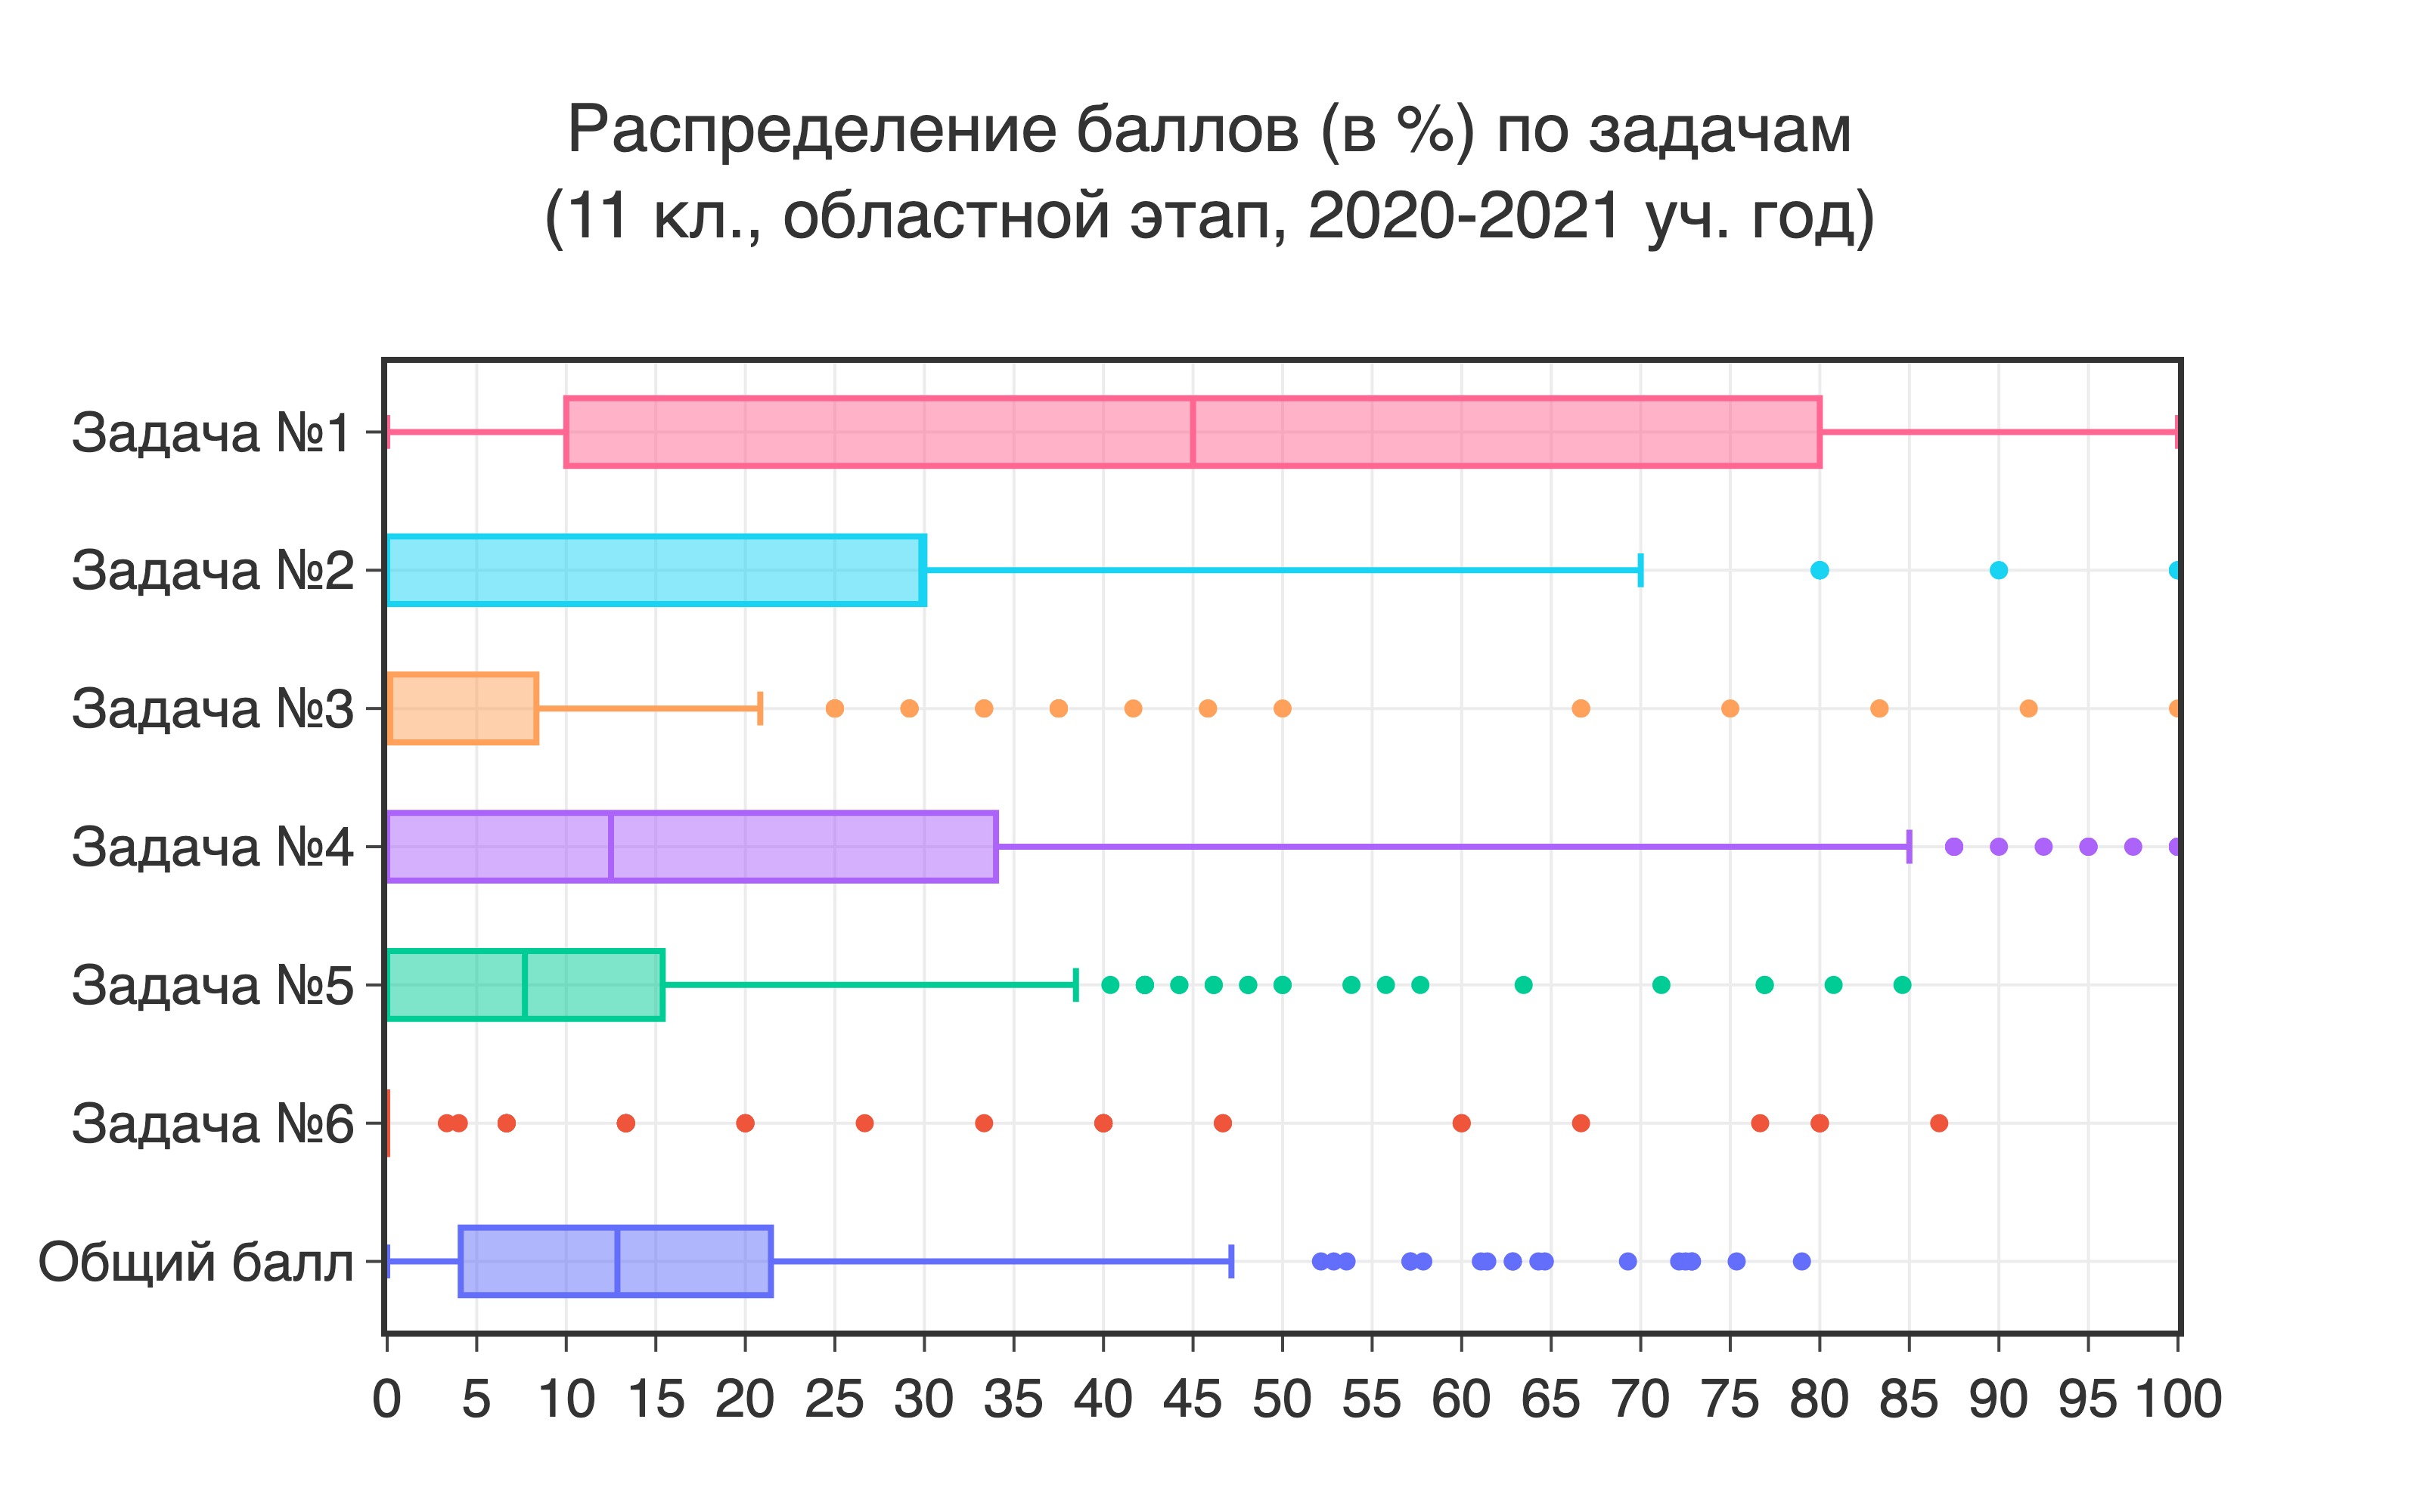 Распределение баллов (в %) по задачам
(11 кл., областной этап, 2020-2021 уч. год)
Задача №1
Задача №2
Задача №3
Задача №4
Задача №5
Задача №6
Общий балл
0 5 10 15 20 25 30 35 40 45 50 55 60 65 70 75 80 85 90 95 100